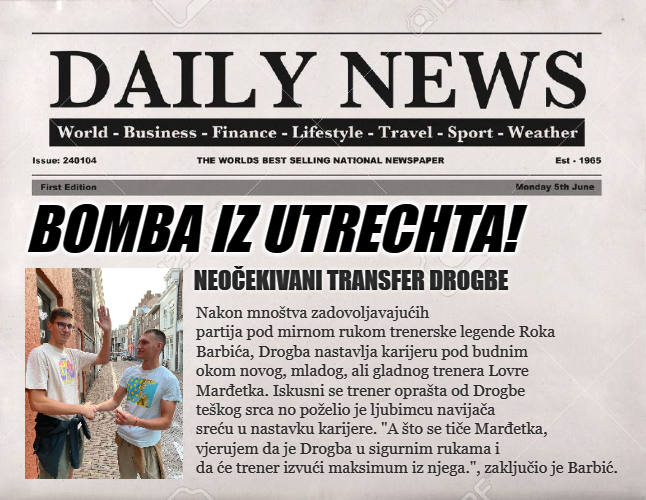 DAILY NEWS
World - Business - Finance - Lifestyle - Travel - Sport - Weather
Issue: 240104 THE WORLDS BEST SELLING NATIONAL NEWSPAPER Est - 1965
First Edition Monday 5th June
BOMBA IZ UTRECHTA!
NEOČEKIVANI TRANSFER DROGBE
Nakon mnoštva zadovoljavajućih
partija pod mirnom rukom trenerske legende Roka
Barbića, Drogba nastavlja karijeru pod budnim
okom novog, mladog, ali gladnog trenera Lovre
Marđetka. Iskusni se trener oprašta od Drogbe
teškog srca no poželio je ljubimcu navijača
sreću u nastavku karijere. "A što se tiče Marđetka,
vjerujem da je Drogba u sigurnim rukama i
da će trener izvući maksimum iz njega.", zaključio je Barbić.